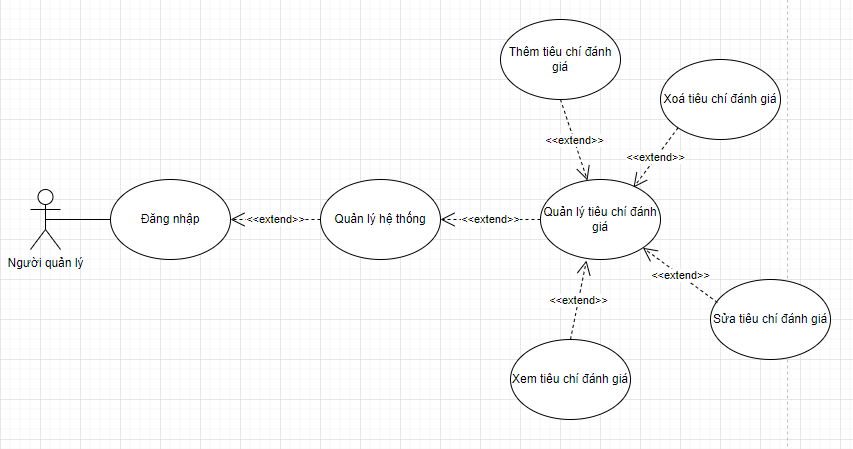 Thêm tiêu chí đánh
giá
Xoá tiêu chí đánh giá
<<extend>>
<<extend>>
Đăng nhập
<<extend>>
Quản lý hệ thống
<<extend>>
Quản lý tiêu chí đánh
giá
Người quản lý
<<extend>>
<<extend>>
Sửa tiêu chí đánh giá
Xem tiêu chí đánh giá